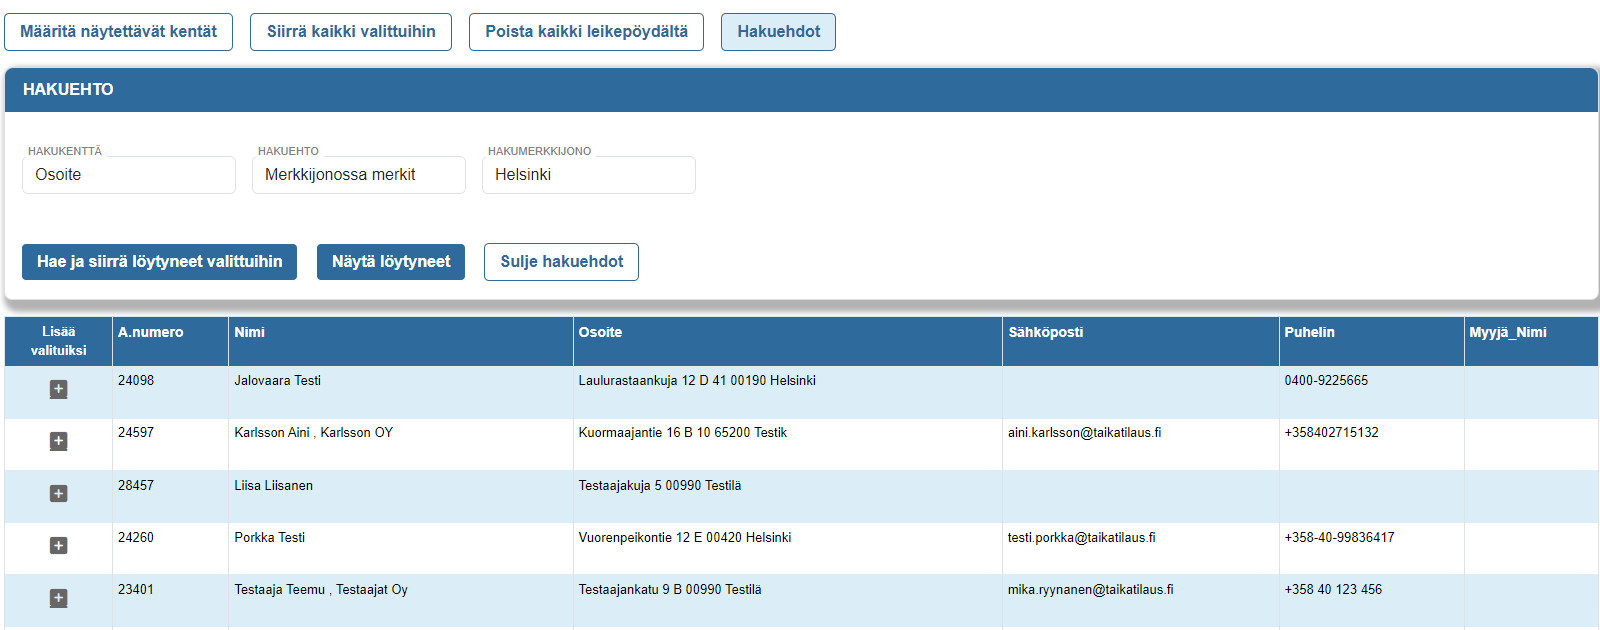 Määritä näytettävät kentät Siirrä kaikki valittuihin Poista kaikki leikepöydältä Hakuehdot
HAKUEHTO
HAKUKENTTÄ HAKUEHTO HAKUMERKKIJONO
Osoite Merkkijonossa merkit Helsinki
Hae ja siirrä löytyneet valittuihin Näytä löytyneet Sulje hakuehdot
Lisää valituiksi A.numero Nimi Osoite Sähköposti Puhelin Myyjä_Nimi
24098 Jalovaara Testi Laulurastaankuja 12 D 41 00190 Helsinki 0400-9225665
24597 Karlsson Aini , Karlsson OY Kuormaajantie 16 B 10 65200 Testik aini.karlsson@taikatilaus.fi +358402715132
28457 Liisa Liisanen Testaajakuja 5 00990 Testilä
24260 Porkka Testi Vuorenpeikontie 12 E 00420 Helsinki testi.porkka@taikatilaus.fi +358-40-99836417
23401 Testaaja Teemu , Testaajat Oy Testaajankatu 9 B 00990 Testilä mika.ryynanen@taikatilaus.fi +358 40 123 456